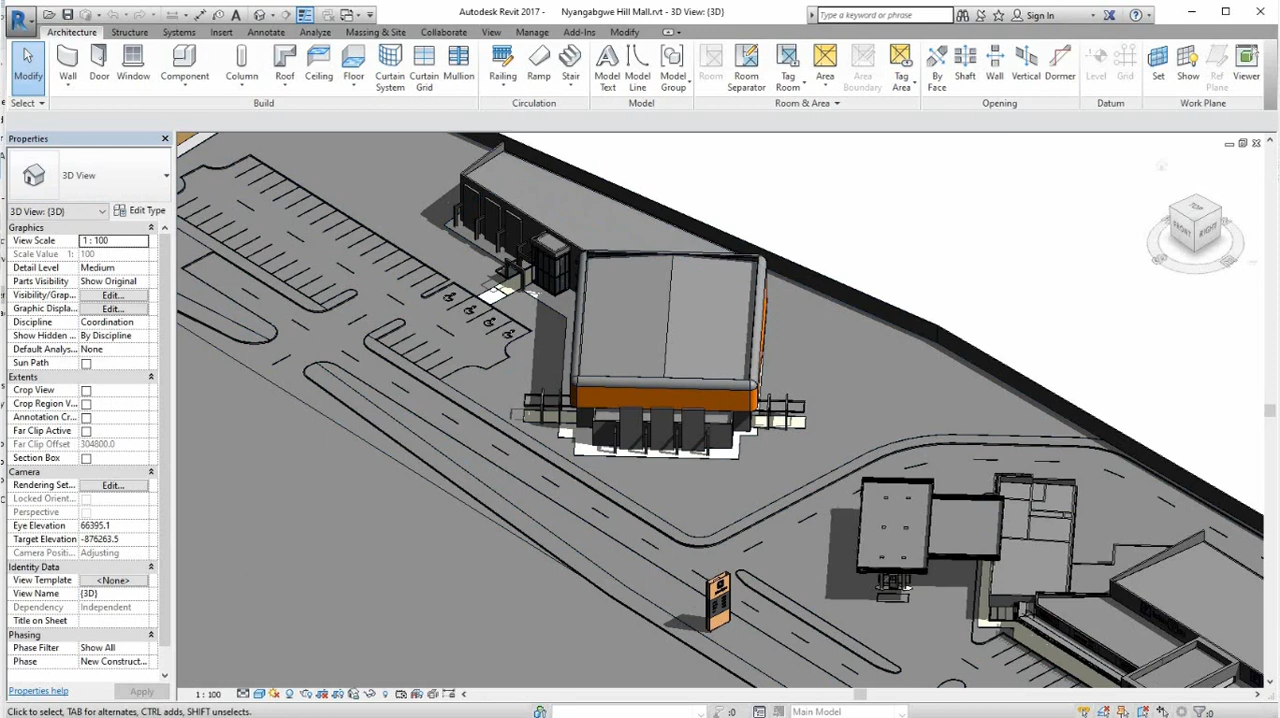 Autodesk Revit 2017 - Nyangabgwe Hill Mall.rvt - 3D View: {3D}
Type a keyword or phrase
Sign In
Architecture Structure Systems Insert Annotate Analyze Massing & Site Collaborate View Manage Add-Ins Modify
Modify Wall Door Window Component Column Roof Ceiling Floor Curtain System Curtain Grid Mullion Railing Ramp Stair Model Text Model Line Model Group Room Room Separator Tag Room Area Area Boundary Tag Area By Face Shaft Wall Vertical Dormer Level Grid Set Show Ref Plane Viewer
Select Build Circulation Model Room & Area Opening Datum Work Plane
Properties
3D View
3D View: {3D} Edit Type
Graphics
View Scale 1 : 100
Scale Value 1: 100
Detail Level Medium
Parts Visibility Show Original
Visibility/Grap... Edit...
Graphic Displa... Edit...
Discipline Coordination
Show Hidden ... By Discipline
Default Analys... None
Sun Path
Extents
Crop View
Crop Region V...
Annotation Cr...
Far Clip Active
Far Clip Offset 304800.0
Section Box
Camera
Rendering Set... Edit...
Locked Orient...
Perspective
Eye Elevation 66395.1
Target Elevation -876263.5
Camera Positi... Adjusting
Identity Data
View Template <None>
View Name {3D}
Dependency Independent
Title on Sheet
Phasing
Phase Filter Show All
Phase New Construct...
Properties help Apply
TOP
FRONT RIGHT
1 : 100
Click to select, TAB for alternates, CTRL adds, SHIFT unselects.
:0
Main Model
:0